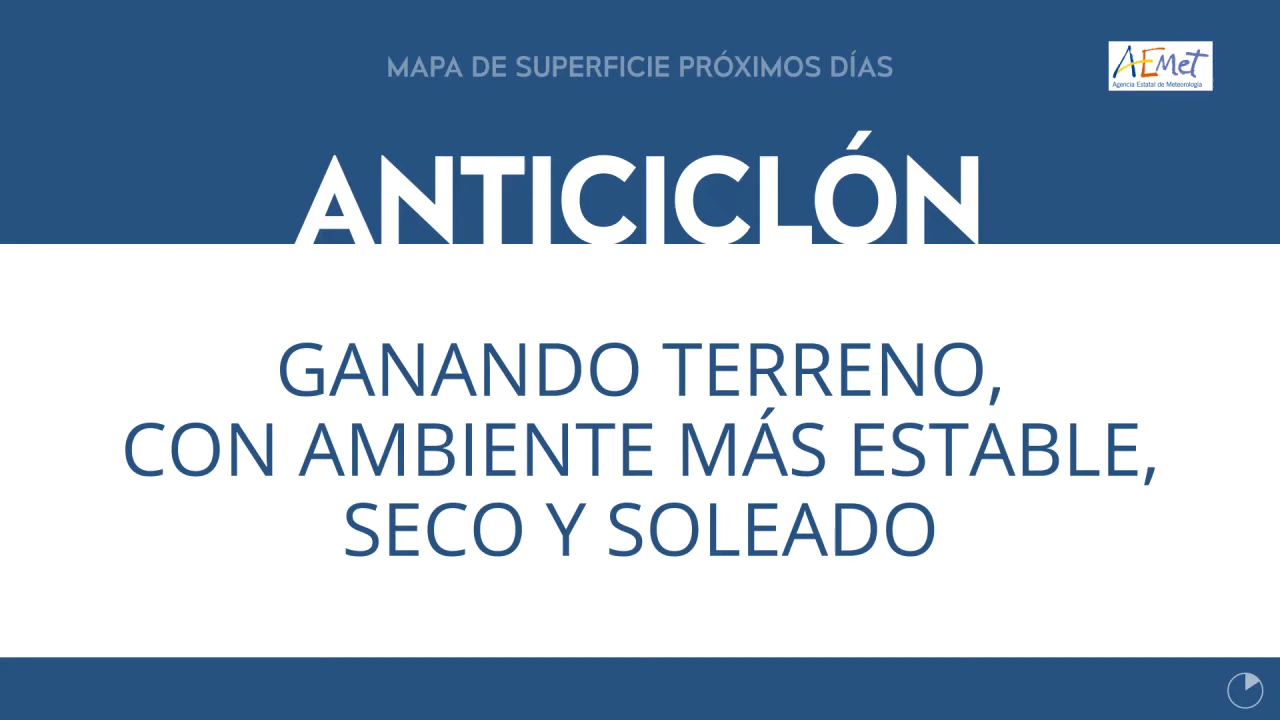 MAPA DE SUPERFICIE PRÓXIMOS DÍAS
AEMet
Agencia Estatal de Meteorología
ANTICICLÓN
GANANDO TERRENO,
CON AMBIENTE MÁS ESTABLE,
SECO Y SOLEADO